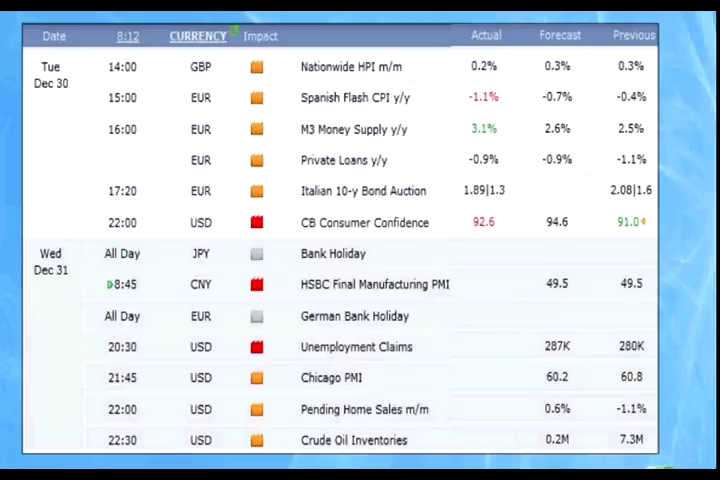 Date 8:12 CURRENCY Impact Actual Forecast Previous
Tue Dec 30 14:00 GBP Nationwide HPI m/m 0.2% 0.3% 0.3%
15:00 EUR Spanish Flash CPI y/y -1.1% -0.7% -0.4%
16:00 EUR M3 Money Supply y/y 3.1% 2.6% 2.5%
EUR Private Loans y/y -0.9% -0.9% -1.1%
17:20 EUR Italian 10-y Bond Auction 1.89|1.3 2.08|1.6
22:00 USD CB Consumer Confidence 92.6 94.6 91.0
Wed Dec 31 All Day JPY Bank Holiday
8:45 CNY HSBC Final Manufacturing PMI 49.5 49.5
All Day EUR German Bank Holiday
20:30 USD Unemployment Claims 287K 280K
21:45 USD Chicago PMI 60.2 60.8
22:00 USD Pending Home Sales m/m 0.6% -1.1%
22:30 USD Crude Oil Inventories 0.2M 7.3M